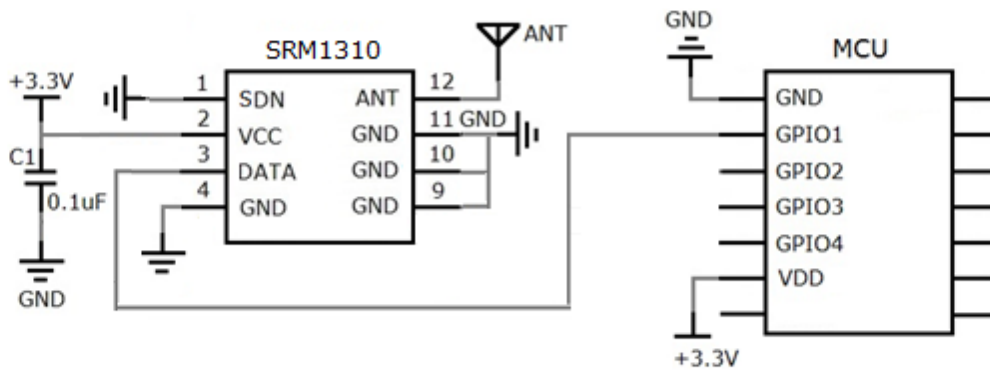 GND
ANT
SRM1310
MCU
+3.3V
1
SDN
ANT
12
GND
2
VCC
GND
11
GND
GPIO1
C1
3
DATA
GND
10
GPIO2
0.1uF
4
GND
GND
9
GPIO3
GPIO4
GND
VDD
+3.3V